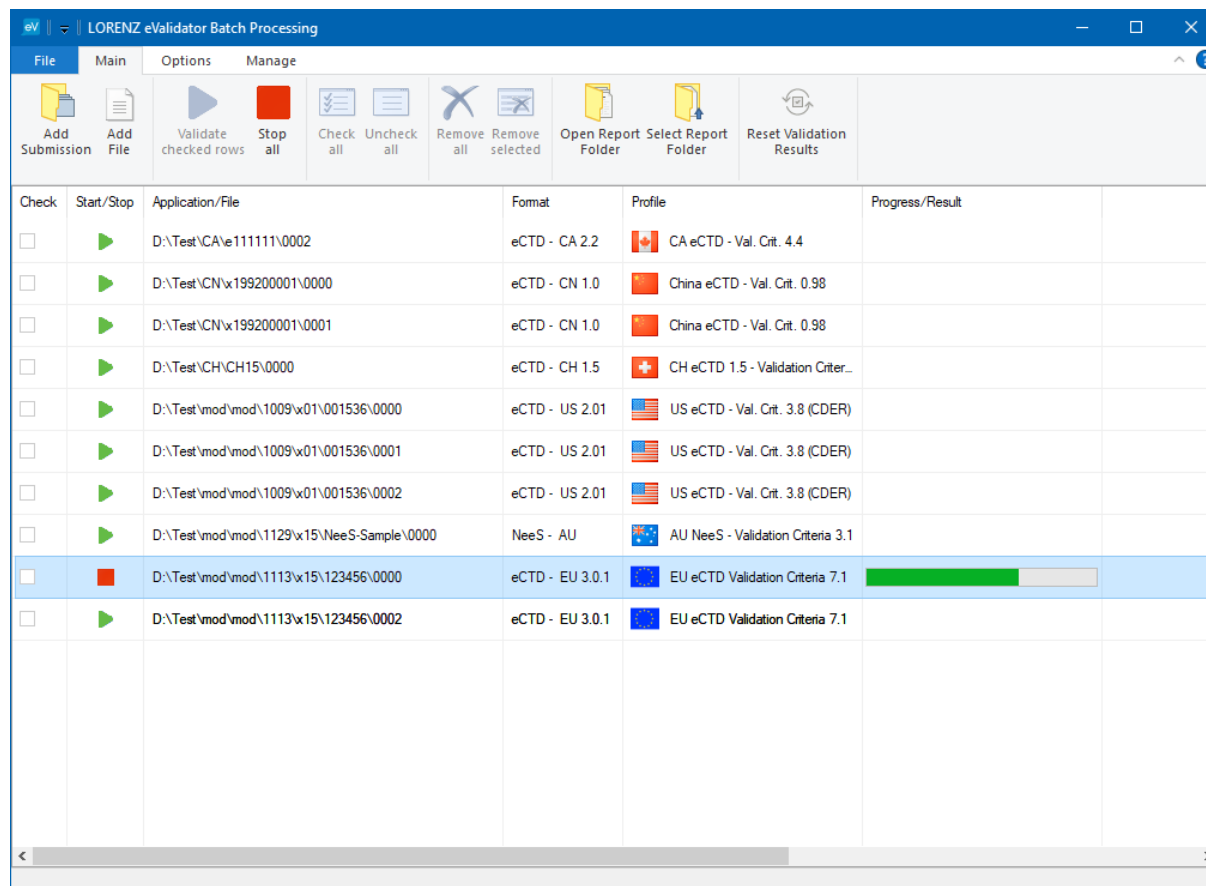 eV LORENZ eValidator Batch Processing
File Main Options Manage
Add Submission
Add File
Validate checked rows
Stop all
Check all
Uncheck all
Remove all
Remove selected
Open Report Folder
Select Report Folder
Reset Validation Results
Check Start/Stop Application/File Format Profile Progress/Result
D:\Test\CA\e111111\0002 eCTD - CA 2.2 CA eCTD - Val. Crit. 4.4
D:\Test\CN\x199200001\0000 eCTD - CN 1.0 China eCTD - Val. Crit. 0.98
D:\Test\CN\x199200001\0001 eCTD - CN 1.0 China eCTD - Val. Crit. 0.98
D:\Test\CH\CH15\0000 eCTD - CH 1.5 CH eCTD 1.5 - Validation Criter...
D:\Test\mod\mod\1009\x01\001536\0000 eCTD - US 2.01 US eCTD - Val. Crit. 3.8 (CDER)
D:\Test\mod\mod\1009\x01\001536\0001 eCTD - US 2.01 US eCTD - Val. Crit. 3.8 (CDER)
D:\Test\mod\mod\1009\x01\001536\0002 eCTD - US 2.01 US eCTD - Val. Crit. 3.8 (CDER)
D:\Test\mod\mod\1129\x15\NeeS-Sample\0000 NeeS - AU AU NeeS - Validation Criteria 3.1
D:\Test\mod\mod\1113\x15\123456\0000 eCTD - EU 3.0.1 EU eCTD Validation Criteria 7.1
D:\Test\mod\mod\1113\x15\123456\0002 eCTD - EU 3.0.1 EU eCTD Validation Criteria 7.1